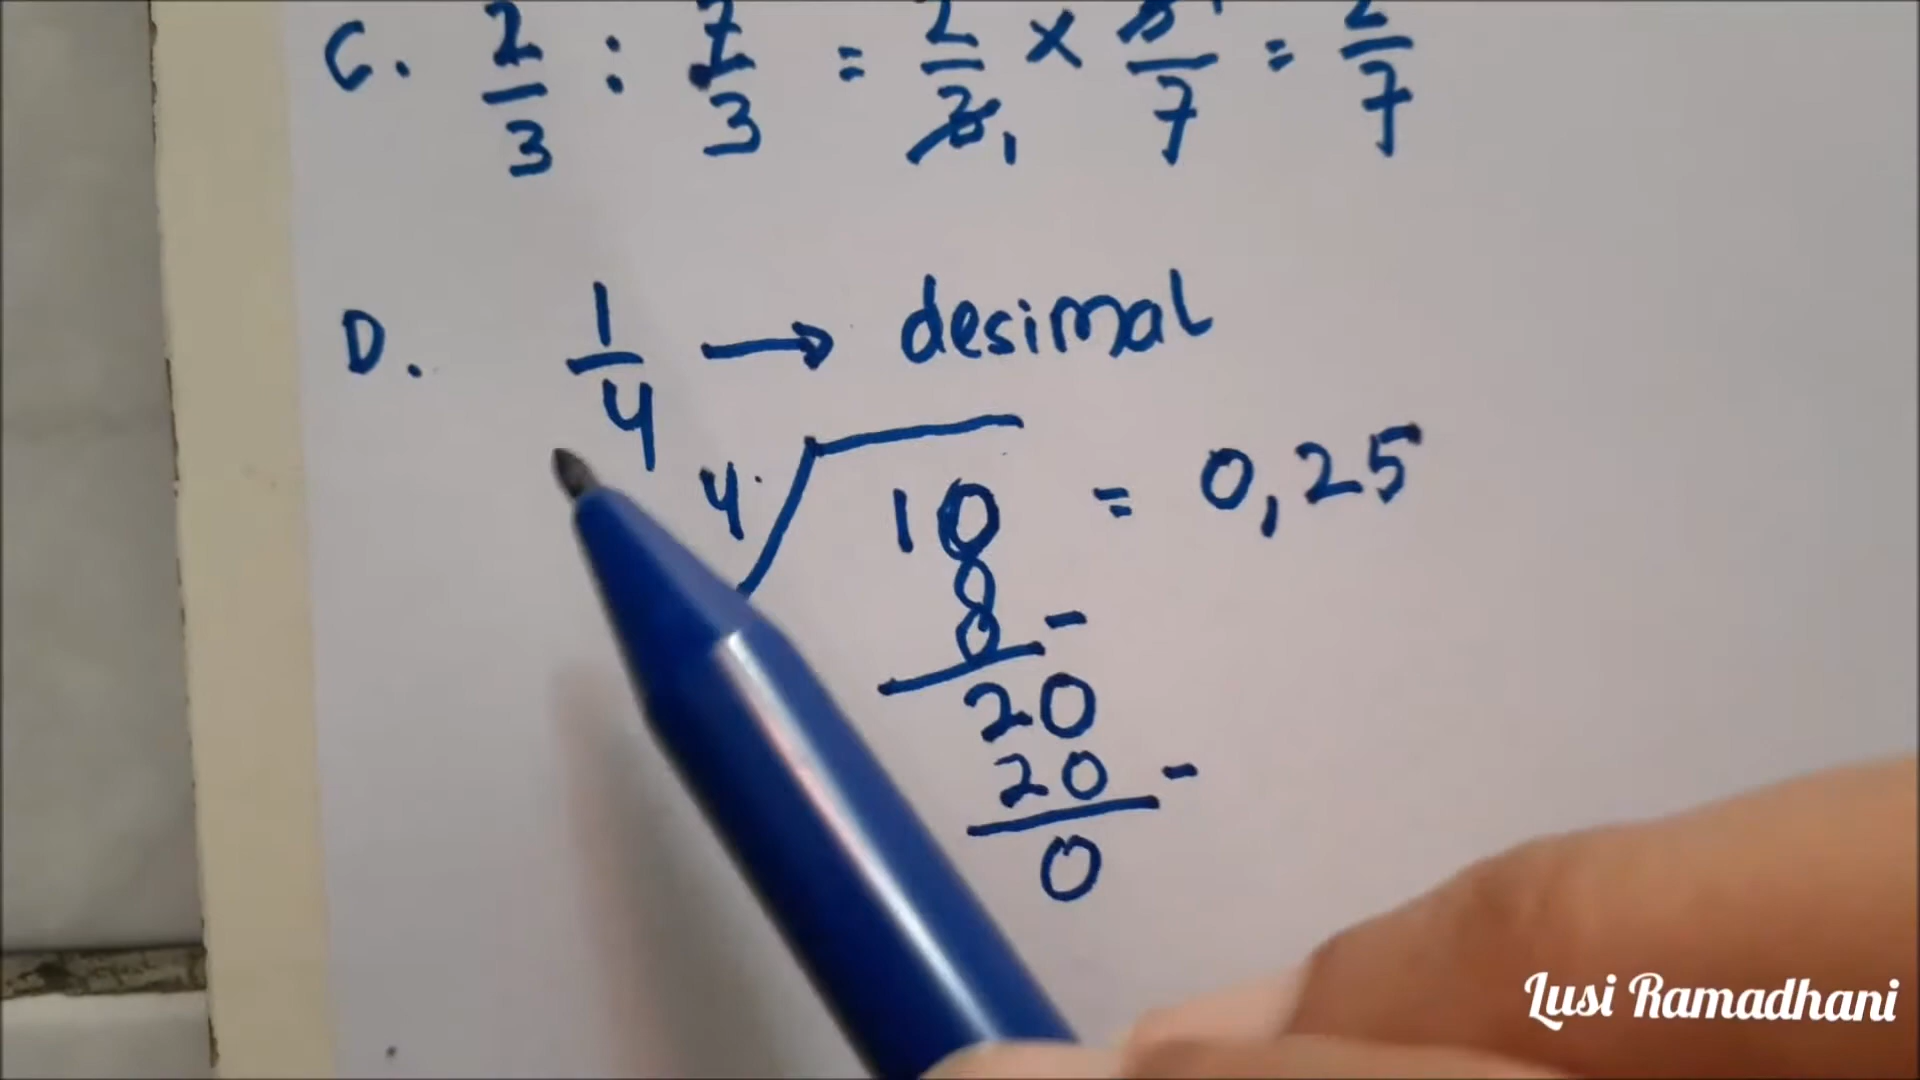 C. 2/3 : 7/3 = 2/3 1 x 3/7 = 2/7
D. 1/4 → desimal
4 10 = 0,25
8 -
20
20 -
0
Lusi Ramadhani